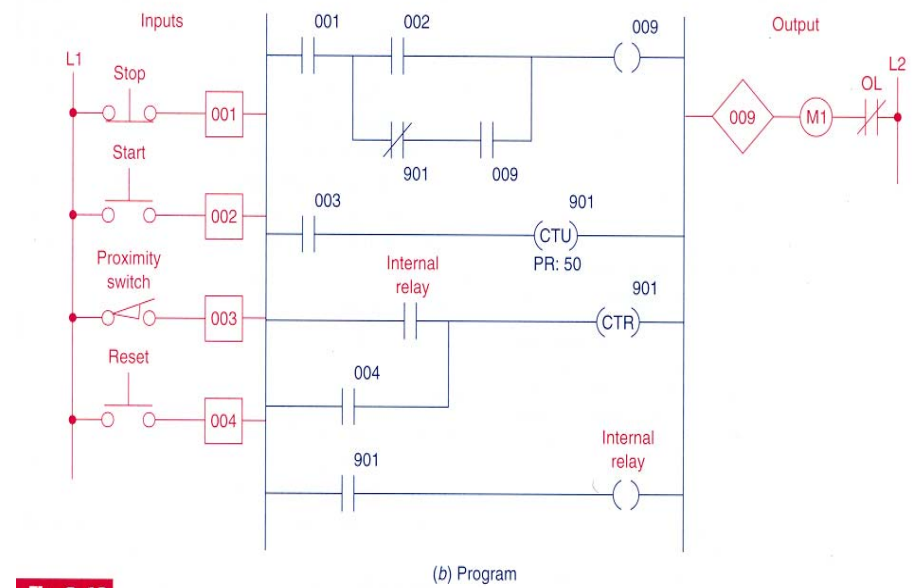 Inputs
001
002
009
Output
L1
L2
Stop
001
OL
009
M1
Start
901
009
002
003
901
CTU
PR: 50
Proximity
switch
Internal
relay
901
003
CTR
Reset
004
004
901
Internal
relay
(b) Program